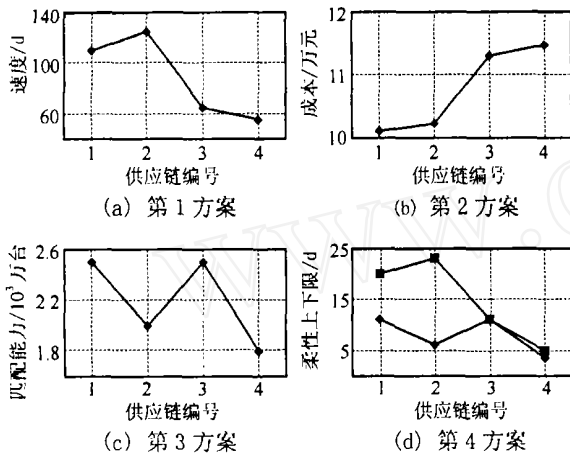 140
100
60
速度/d
1 2 3 4
供应链编号
(a) 第1方案
12
11
10
成本/万元
1 2 3 4
供应链编号
(b) 第2方案
2.6
2.2
1.8
匹配能力/10³万台
1 2 3 4
供应链编号
(c) 第3方案
25
15
5
柔性上下限/d
1 2 3 4
供应链编号
(d) 第4方案
www.c